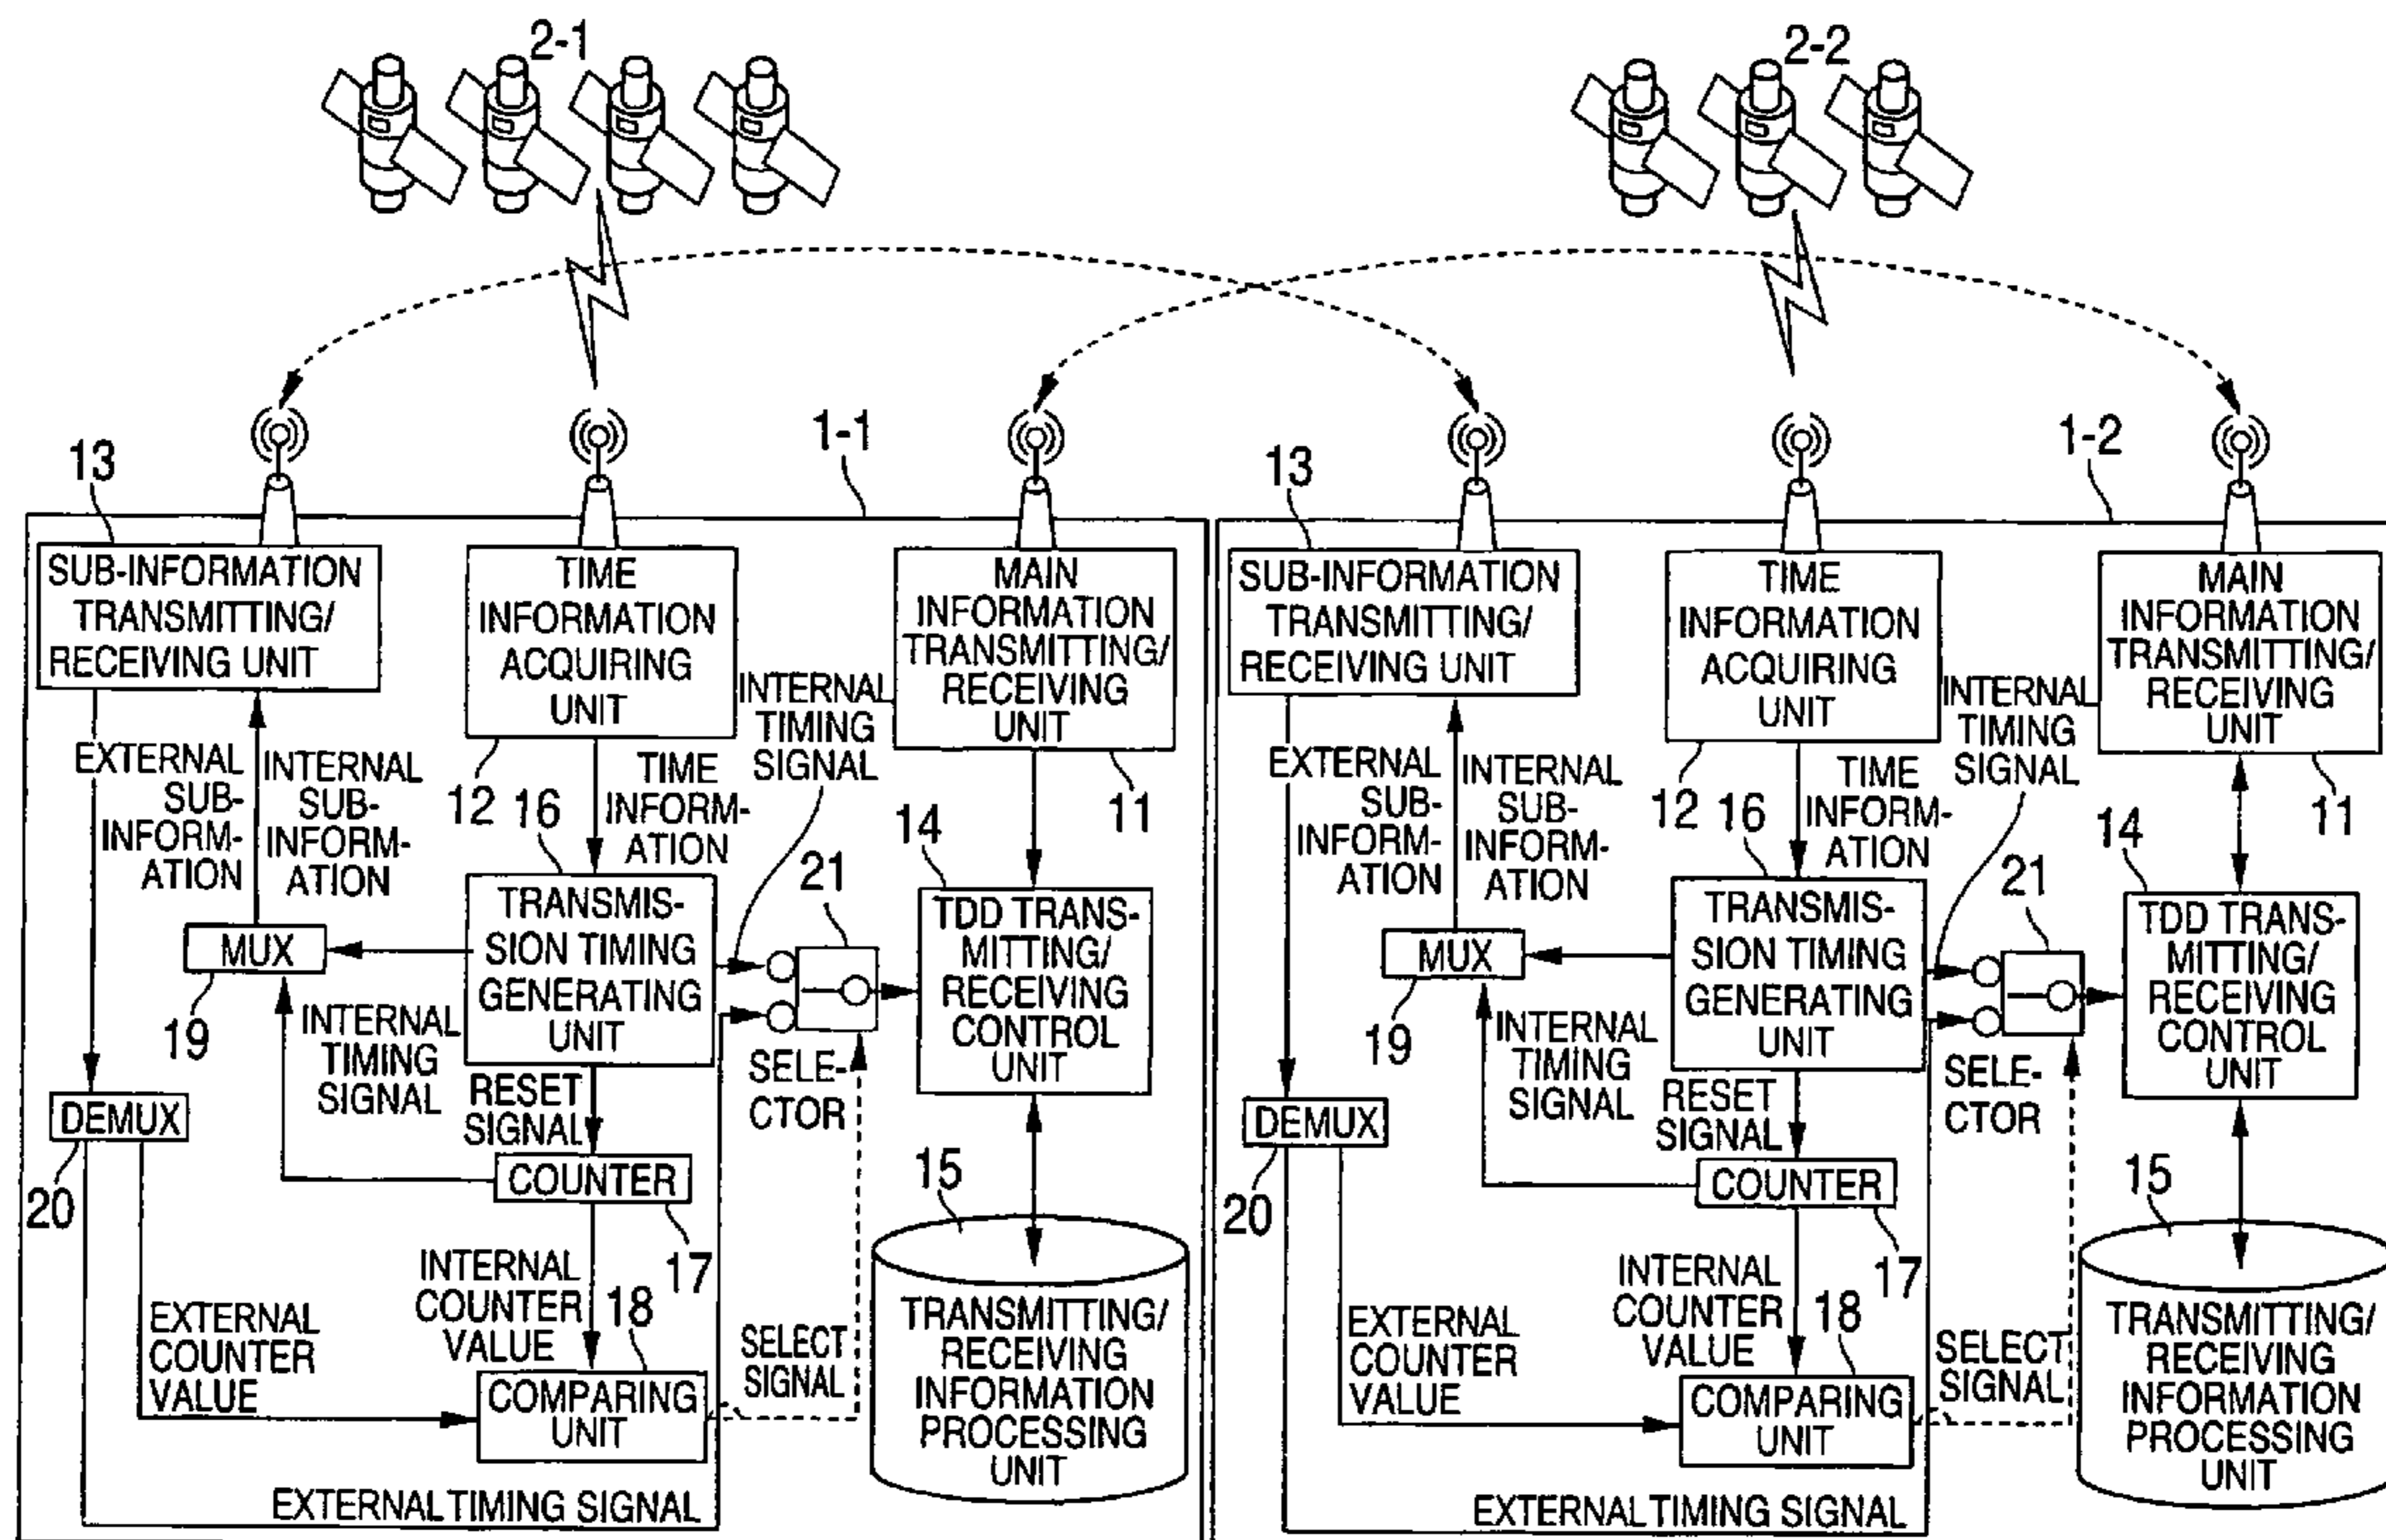 2-1
2-2
1-1
1-2
13
SUB-INFORMATION
TRANSMITTING/
RECEIVING UNIT
TIME
INFORMATION
ACQUIRING
UNIT
12
MAIN
INFORMATION
TRANSMITTING/
RECEIVING
UNIT
11
EXTERNAL
SUB-
INFORM-
ATION
INTERNAL
SUB-
INFORM-
ATION
TIME
INFORM-
ATION
INTERNAL
TIMING
SIGNAL
16
TRANSMIS-
SION TIMING
GENERATING
UNIT
21
SELE-
CTOR
14
TDD TRANS-
MITTING/
RECEIVING
CONTROL
UNIT
MUX
19
INTERNAL
TIMING
SIGNAL
RESET
SIGNAL
DEMUX
20
COUNTER
17
INTERNAL
COUNTER
VALUE
EXTERNAL
COUNTER
VALUE
18
COMPARING
UNIT
SELECT
SIGNAL
15
TRANSMITTING/
RECEIVING
INFORMATION
PROCESSING
UNIT
EXTERNAL TIMING SIGNAL
13
SUB-INFORMATION
TRANSMITTING/
RECEIVING UNIT
TIME
INFORMATION
ACQUIRING
UNIT
12
MAIN
INFORMATION
TRANSMITTING/
RECEIVING
UNIT
11
EXTERNAL
SUB-
INFORM-
ATION
INTERNAL
SUB-
INFORM-
ATION
TIME
INFORM-
ATION
INTERNAL
TIMING
SIGNAL
16
TRANSMIS-
SION TIMING
GENERATING
UNIT
21
SELE-
CTOR
14
TDD TRANS-
MITTING/
RECEIVING
CONTROL
UNIT
MUX
19
INTERNAL
TIMING
SIGNAL
RESET
SIGNAL
DEMUX
20
COUNTER
17
INTERNAL
COUNTER
VALUE
EXTERNAL
COUNTER
VALUE
18
COMPARING
UNIT
SELECT
SIGNAL
15
TRANSMITTING/
RECEIVING
INFORMATION
PROCESSING
UNIT
EXTERNAL TIMING SIGNAL